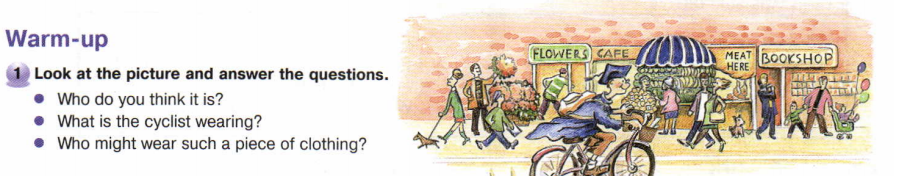 Warm-up
1 Look at the picture and answer the questions.
• Who do you think it is?
• What is the cyclist wearing?
• Who might wear such a piece of clothing?
FLOWERS
CAFE
MEAT
HERE
BOOKSHOP